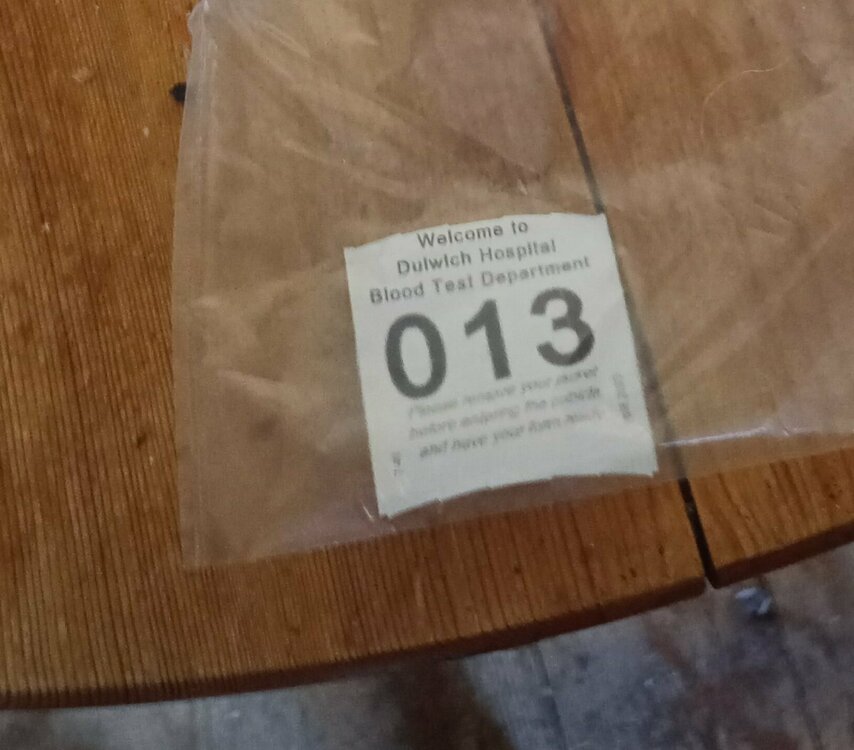 Welcome to
Dulwich Hospital
Blood Test Department
013
Please remove your jacket
before entering the cubicle
and have your form ready